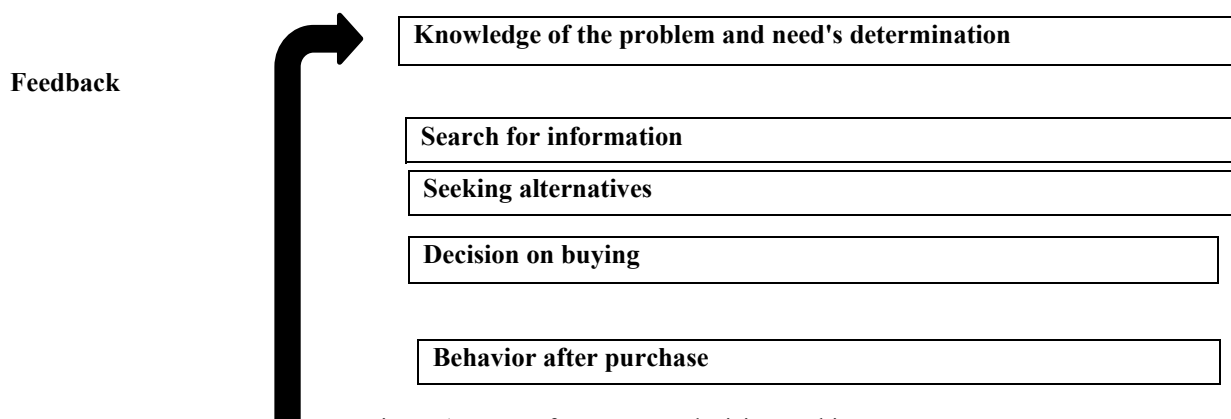 Knowledge of the problem and need's determination
Feedback
Search for information
Seeking alternatives
Decision on buying
Behavior after purchase